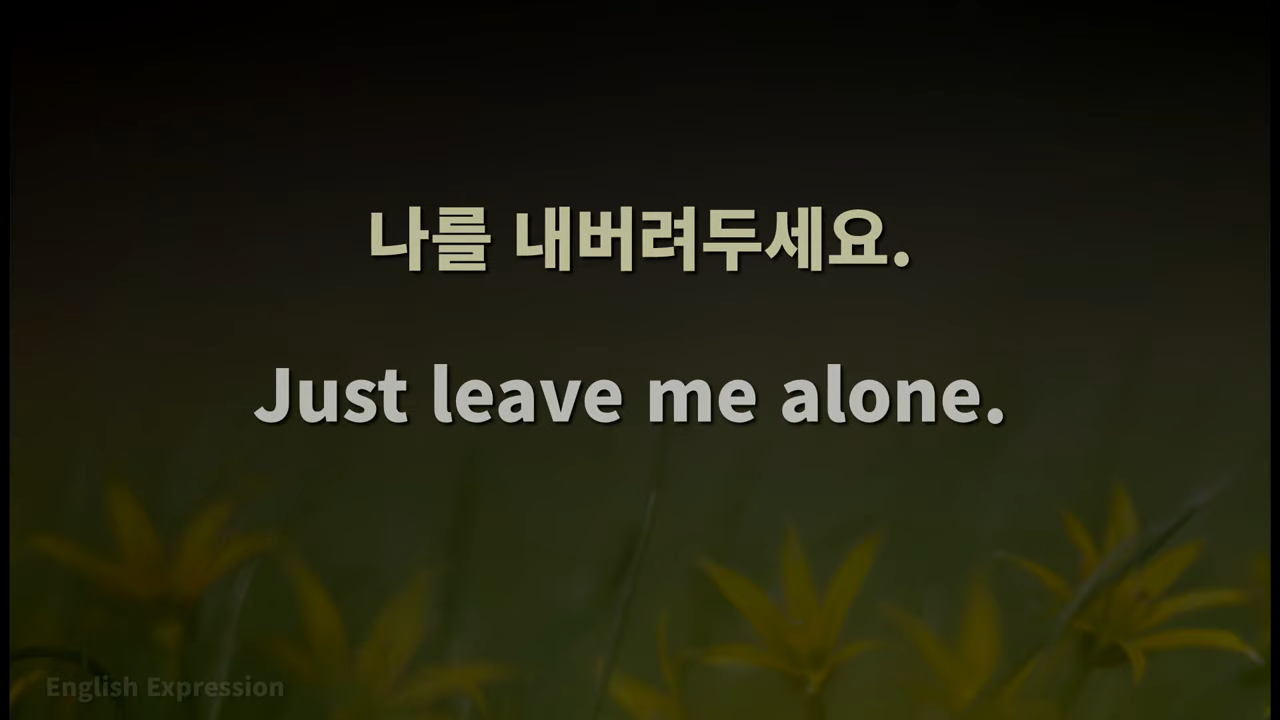 나를 내버려두세요.
Just leave me alone.
English Expression